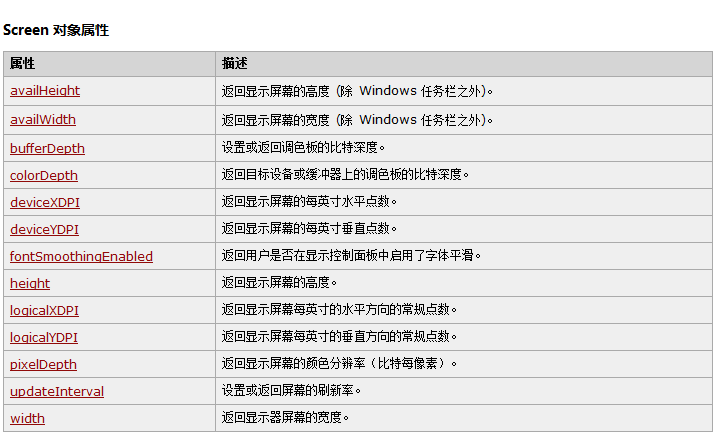 Screen 对象属性
属性 描述
availHeight 返回显示屏幕的高度 (除 Windows 任务栏之外)。
availWidth 返回显示屏幕的宽度 (除 Windows 任务栏之外)。
bufferDepth 设置或返回调色板的比特深度。
colorDepth 返回目标设备或缓冲器上的调色板的比特深度。
deviceXDPI 返回显示屏幕的每英寸水平点数。
deviceYDPI 返回显示屏幕的每英寸垂直点数。
fontSmoothingEnabled 返回用户是否在显示控制面板中启用了字体平滑。
height 返回显示屏幕的高度。
logicalXDPI 返回显示屏幕每英寸的水平方向的常规点数。
logicalYDPI 返回显示屏幕每英寸的垂直方向的常规点数。
pixelDepth 返回显示屏幕的颜色分辨率（比特每像素）。
updateInterval 设置或返回屏幕的刷新率。
width 返回显示器屏幕的宽度。